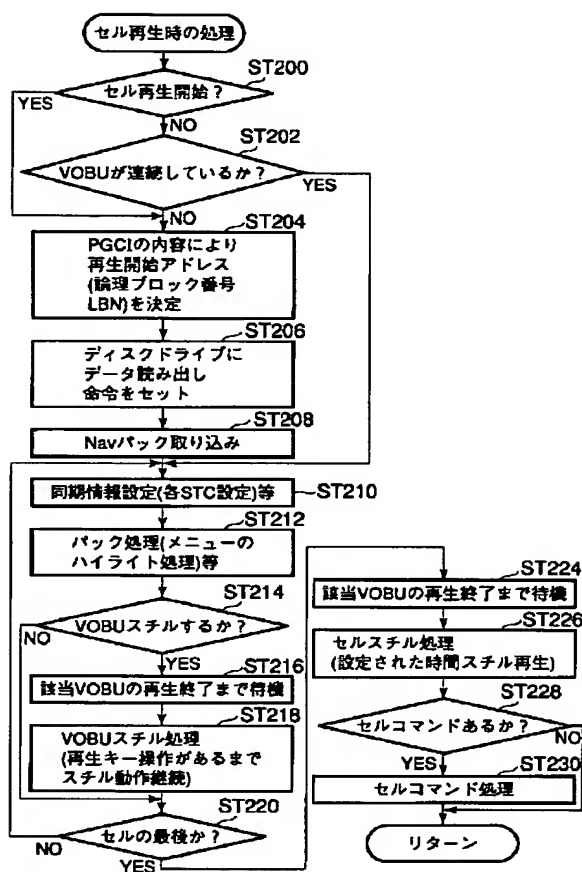 セル再生時の処理
ST200
セル再生開始？
YES
NO
ST202
VOBUが連続しているか？
YES
NO
ST204
PGCIの内容により
再生開始アドレス
(論理ブロック番号
LBN)を決定
ST206
ディスクドライブに
データ読み出し
命令をセット
ST208
Navパック取り込み
同期情報設定(各STC設定)等
ST210
ST212
パック処理(メニューの
ハイライト処理)等
ST214
VOBUスチルするか？
NO
YES
ST216
該当VOBUの再生終了まで待機
ST218
VOBUスチル処理
(再生キー操作があるまで
スチル動作継続)
ST220
セルの最後か？
NO
YES
ST224
該当VOBUの再生終了まで待機
ST226
セルスチル処理
(設定された時間スチル再生)
ST228
セルコマンドあるか？
NO
YES
ST230
セルコマンド処理
リターン